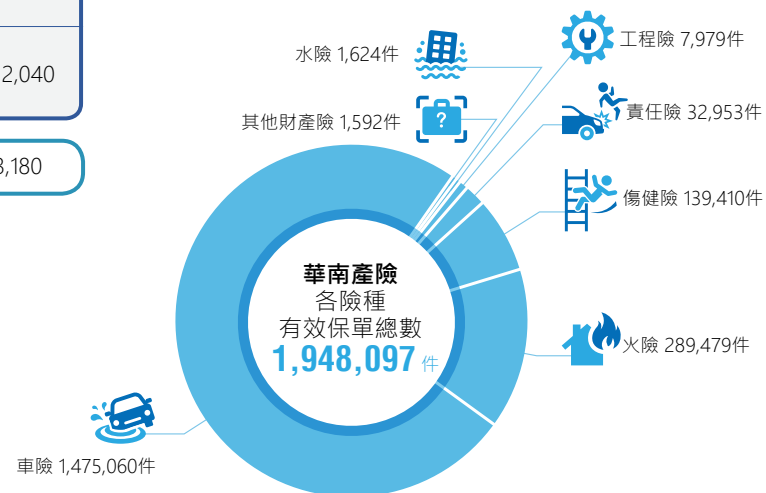 2,040
3,180
水險 1,624件
其他財產險 1,592件
工程險 7,979件
責任險 32,953件
傷健險 139,410件
火險 289,479件
車險 1,475,060件
華南產險
各險種
有效保單總數
1,948,097 件
?